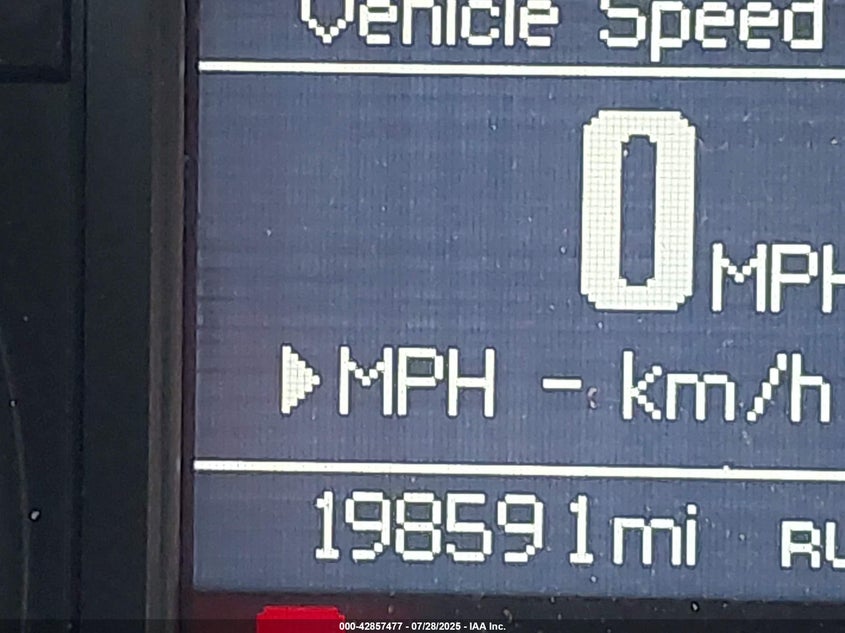 Vehicle Speed
0 MPH
▶MPH - km/h
198591mi
000-42857477 - 07/28/2025 - IAA Inc.